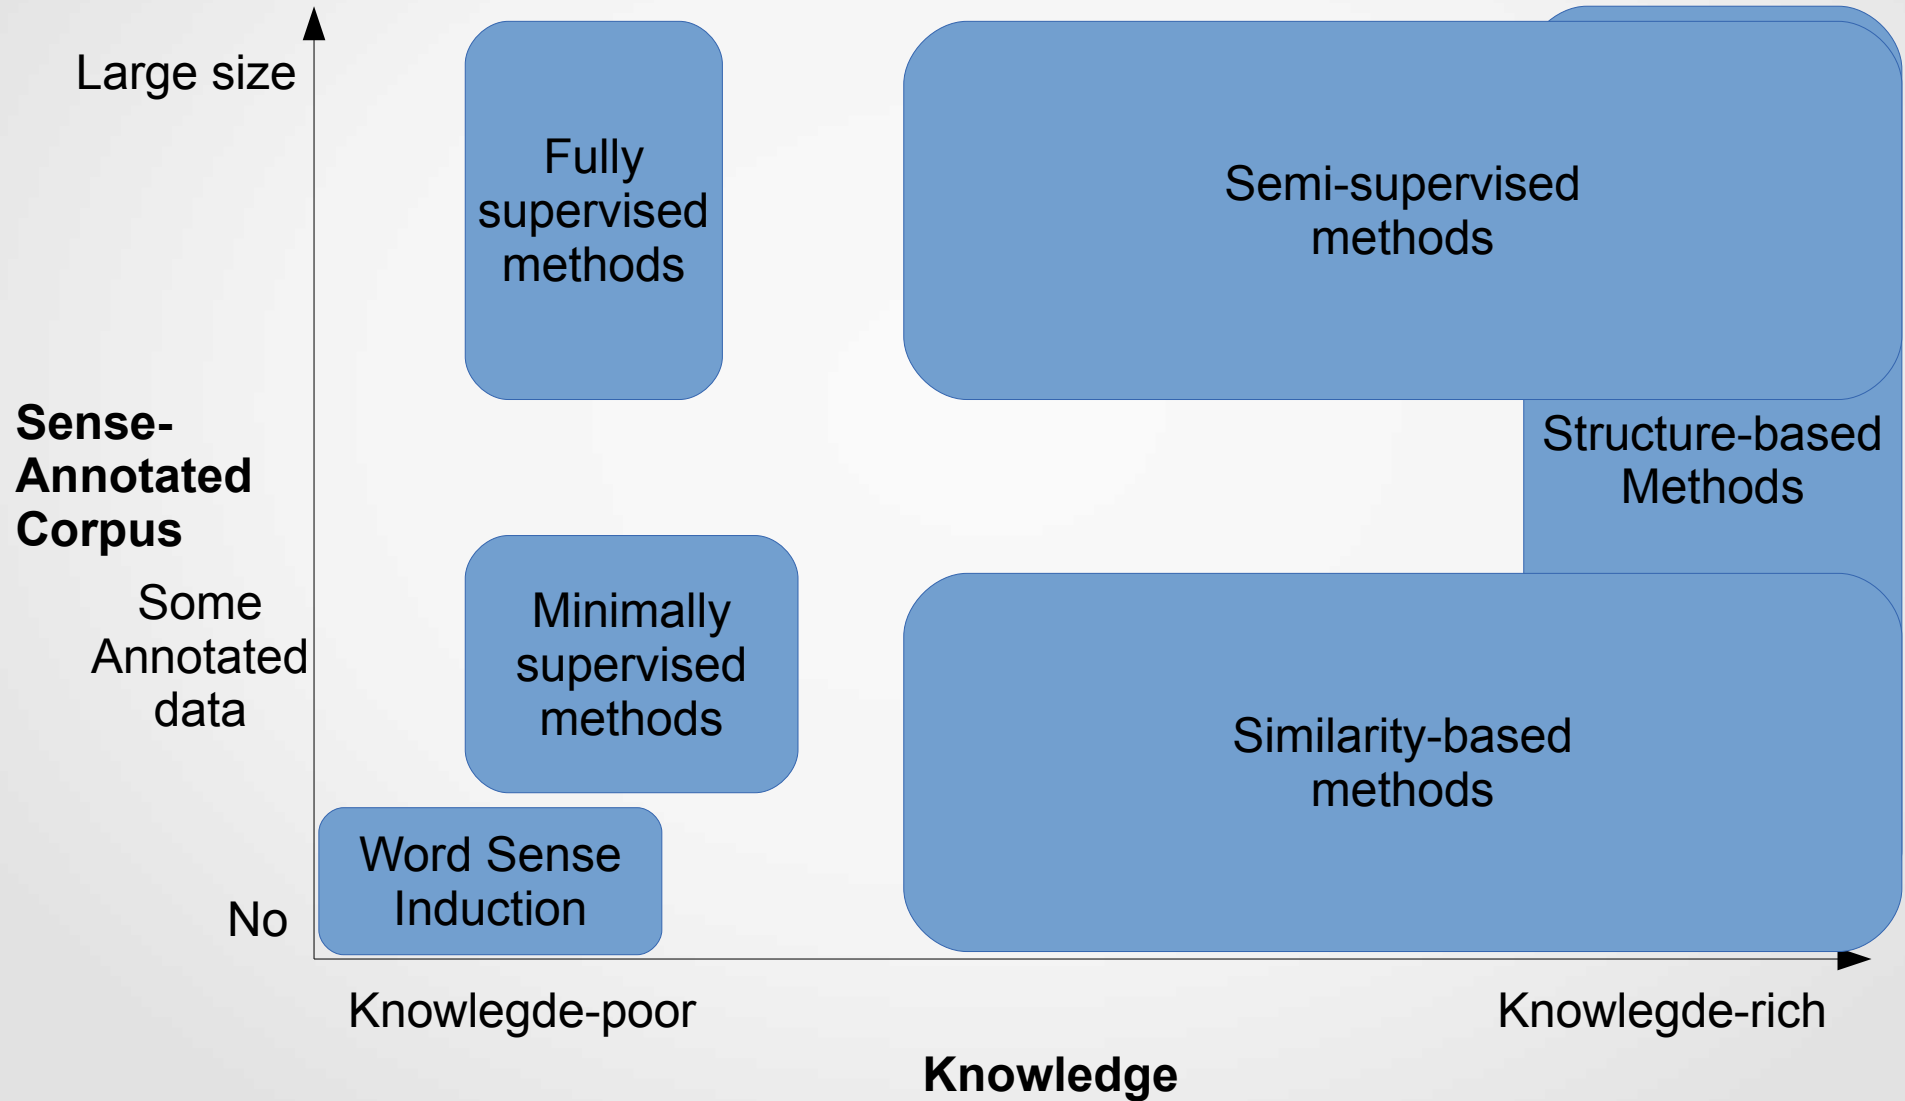 Large size
Fully
supervised
methods
Semi-supervised
methods
Sense-
Annotated
Corpus
Structure-based
Methods
Some
Annotated
data
Minimally
supervised
methods
Similarity-based
methods
Word Sense
Induction
No
Knowlegde-poor
Knowlegde-rich
Knowledge